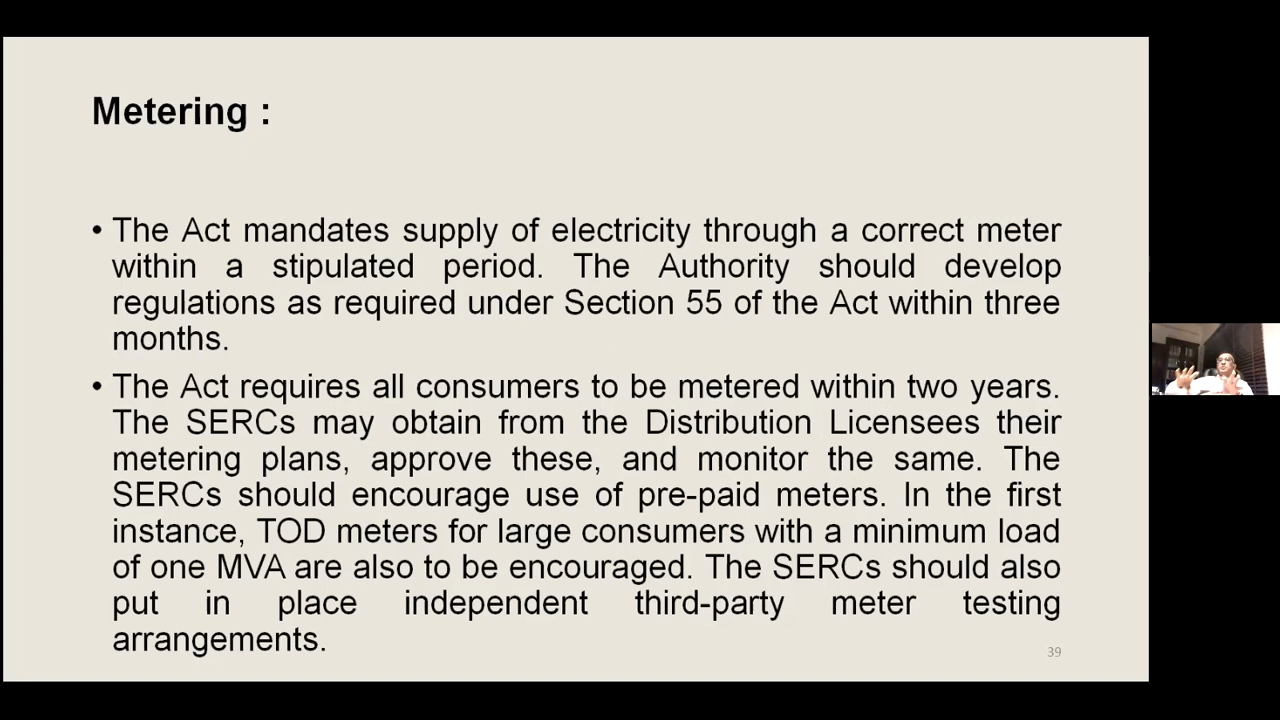 Metering :
• The Act mandates supply of electricity through a correct meter
within a stipulated period. The Authority should develop
regulations as required under Section 55 of the Act within three
months.
• The Act requires all consumers to be metered within two years.
The SERCs may obtain from the Distribution Licensees their
metering plans, approve these, and monitor the same. The
SERCs should encourage use of pre-paid meters. In the first
instance, TOD meters for large consumers with a minimum load
of one MVA are also to be encouraged. The SERCs should also
put in place independent third-party meter testing
arrangements.
39